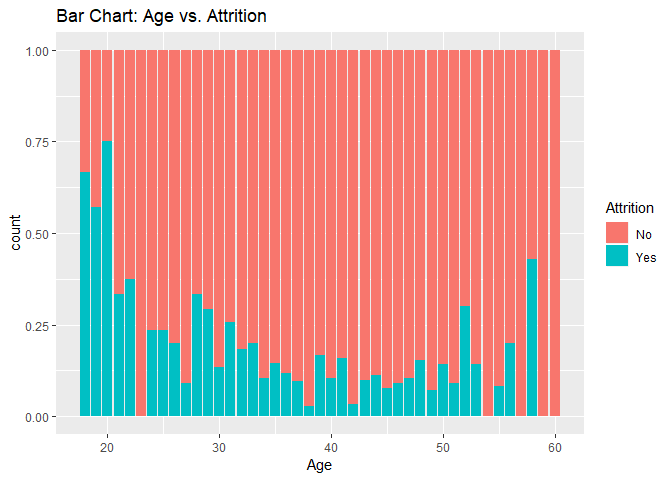 Bar Chart: Age vs. Attrition
1.00
0.75
0.50
0.25
0.00
count
20 30 40 50 60
Age
Attrition
No
Yes